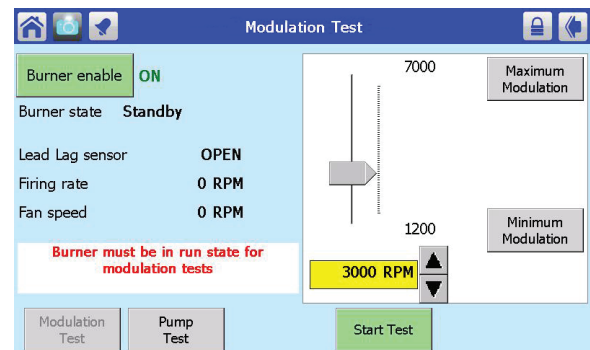 Modulation Test
Burner enable ON
Burner state Standby
Lead Lag sensor OPEN
Firing rate 0 RPM
Fan speed 0 RPM
Burner must be in run state for
modulation tests
7000
1200
3000 RPM
Maximum
Modulation
Minimum
Modulation
Modulation
Test
Pump
Test
Start Test